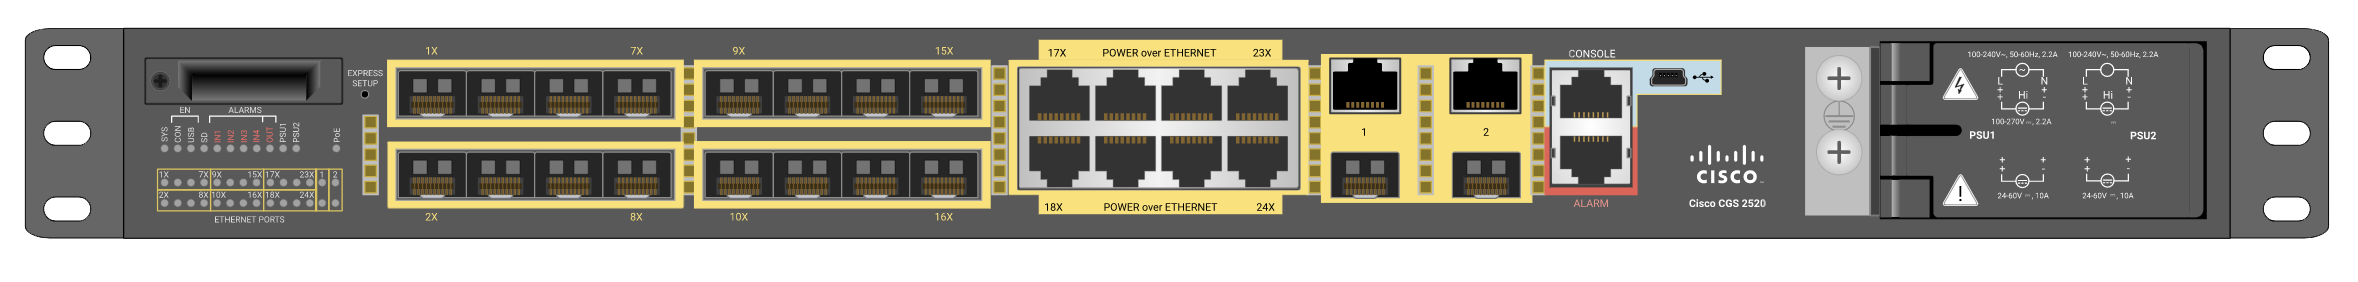 EXPRESS
SETUP
EN
ALARMS
SYS
CON
USB
SD
IN1
IN2
IN3
IN4
OUT
PSU1
PSU2
PoE
1X 7X 9X 15X 17X 23X 1 2
2X 8X 10X 16X 18X 24X
ETHERNET PORTS
1X 7X
2X 8X
9X 15X
10X 16X
17X POWER over ETHERNET 23X
18X POWER over ETHERNET 24X
1
2
CONSOLE
ALARM
CISCO
Cisco CGS 2520
100-240V~, 50-60Hz, 2.2A
100-240V~, 50-60Hz, 2.2A
L N
+ -
Hi
100-270V⎓, 2.2A
L N
+ -
Hi
⎓
PSU1
PSU2
+ +
+ -
24-60V ⎓, 10A
+ +
+ -
24-60V ⎓, 10A